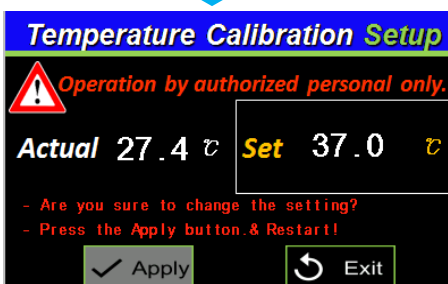 Temperature Calibration Setup
Operation by authorized personal only.
Actual 27.4 ℃ Set 37.0 ℃
- Are you sure to change the setting?
- Press the Apply button.& Restart!
Apply Exit